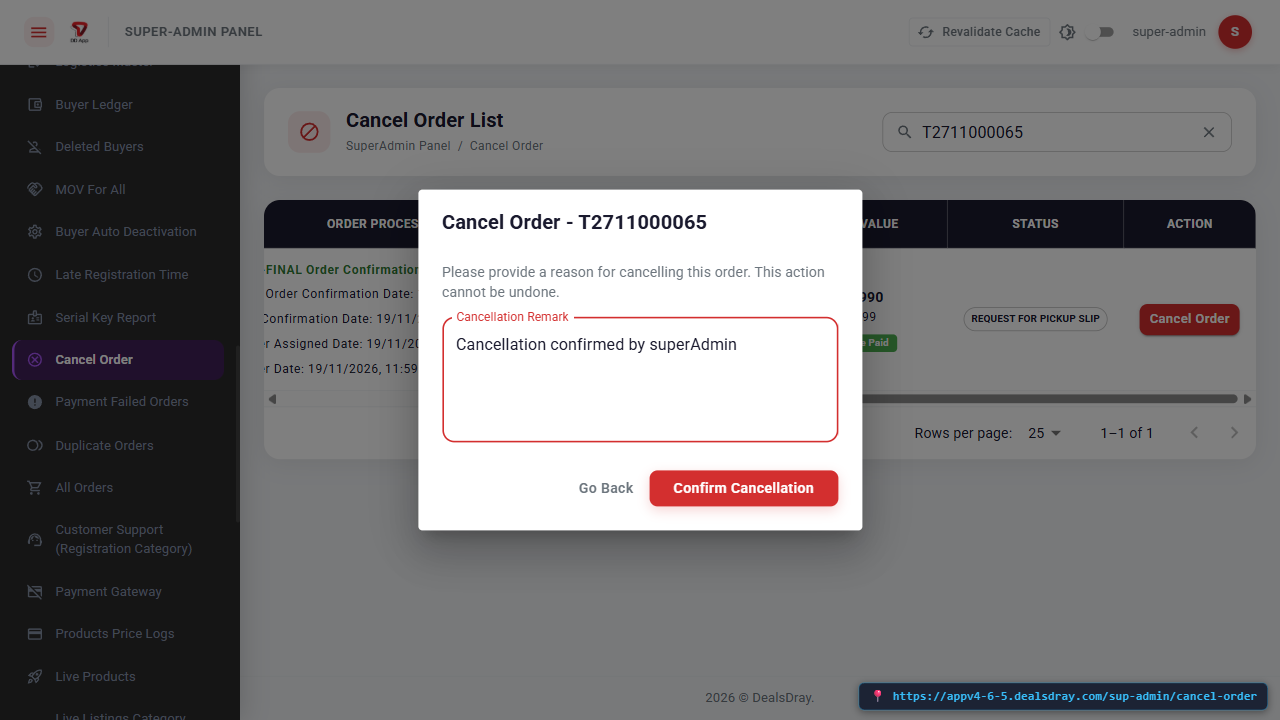 SUPER-ADMIN PANEL
Revalidate Cache
super-admin
S
Buyer Ledger
Deleted Buyers
MOV For All
Buyer Auto Deactivation
Late Registration Time
Serial Key Report
Cancel Order
Payment Failed Orders
Duplicate Orders
All Orders
Customer Support
(Registration Category)
Payment Gateway
Products Price Logs
Live Products
Live Listings Category
Cancel Order List
SuperAdmin Panel / Cancel Order
T2711000065
ORDER PROCES
VALUE
STATUS
ACTION
-FINAL Order Confirmation
Order Confirmation Date:
Confirmation Date: 19/11/
r Assigned Date: 19/11/20
r Date: 19/11/2026, 11:59
990
99
e Paid
REQUEST FOR PICKUP SLIP
Cancel Order
Rows per page: 25
1–1 of 1
Cancel Order - T2711000065
Please provide a reason for cancelling this order. This action
cannot be undone.
Cancellation Remark
Cancellation confirmed by superAdmin
Go Back
Confirm Cancellation
2026 © DealsDray.
https://appv4-6-5.dealsdray.com/sup-admin/cancel-order